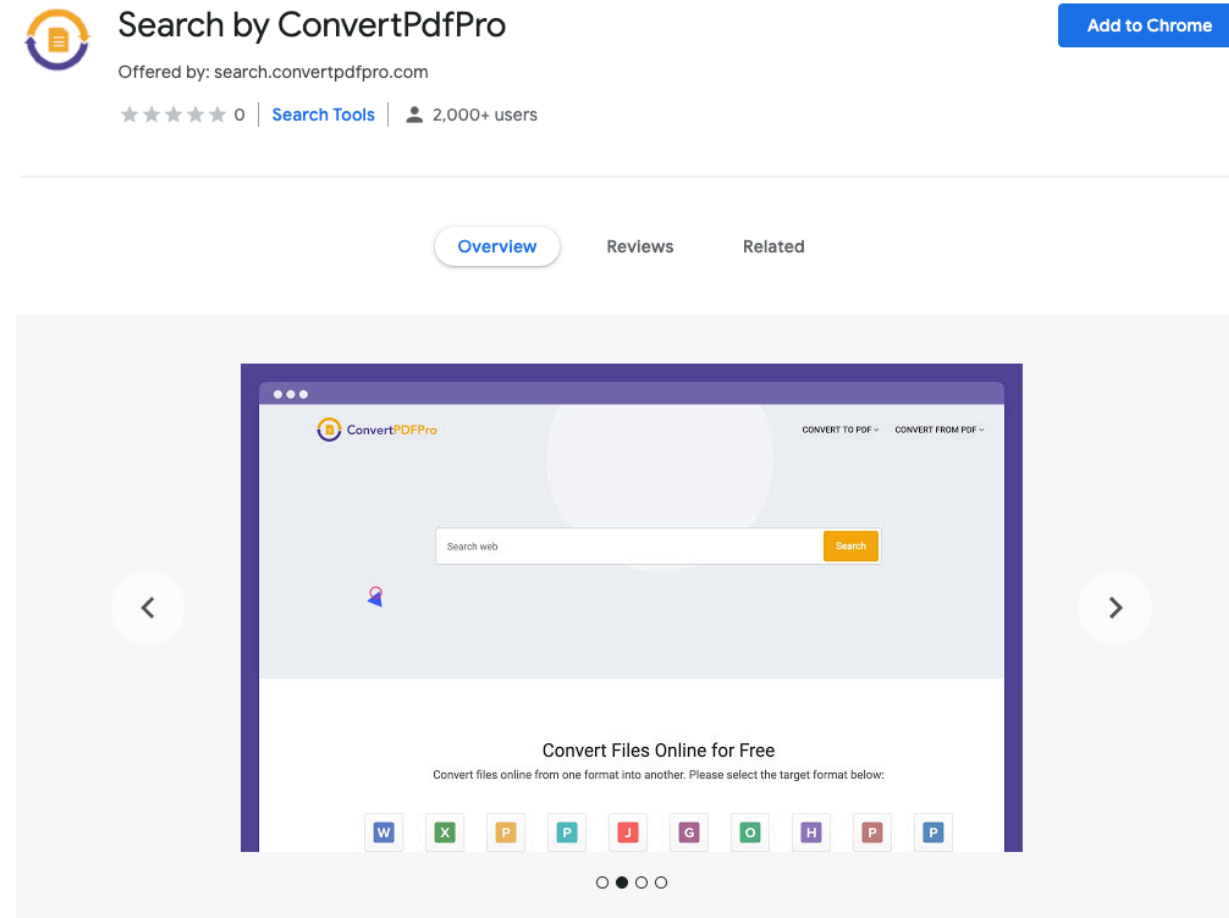 Search by ConvertPdfPro
Add to Chrome
Offered by: search.convertpdfpro.com
0 Search Tools 2,000+ users
Overview Reviews Related
ConvertPDFPro CONVERT TO PDF CONVERT FROM PDF
Search web Search
Convert Files Online for Free
Convert files online from one format into another. Please select the target format below:
W X P P J G O H P P